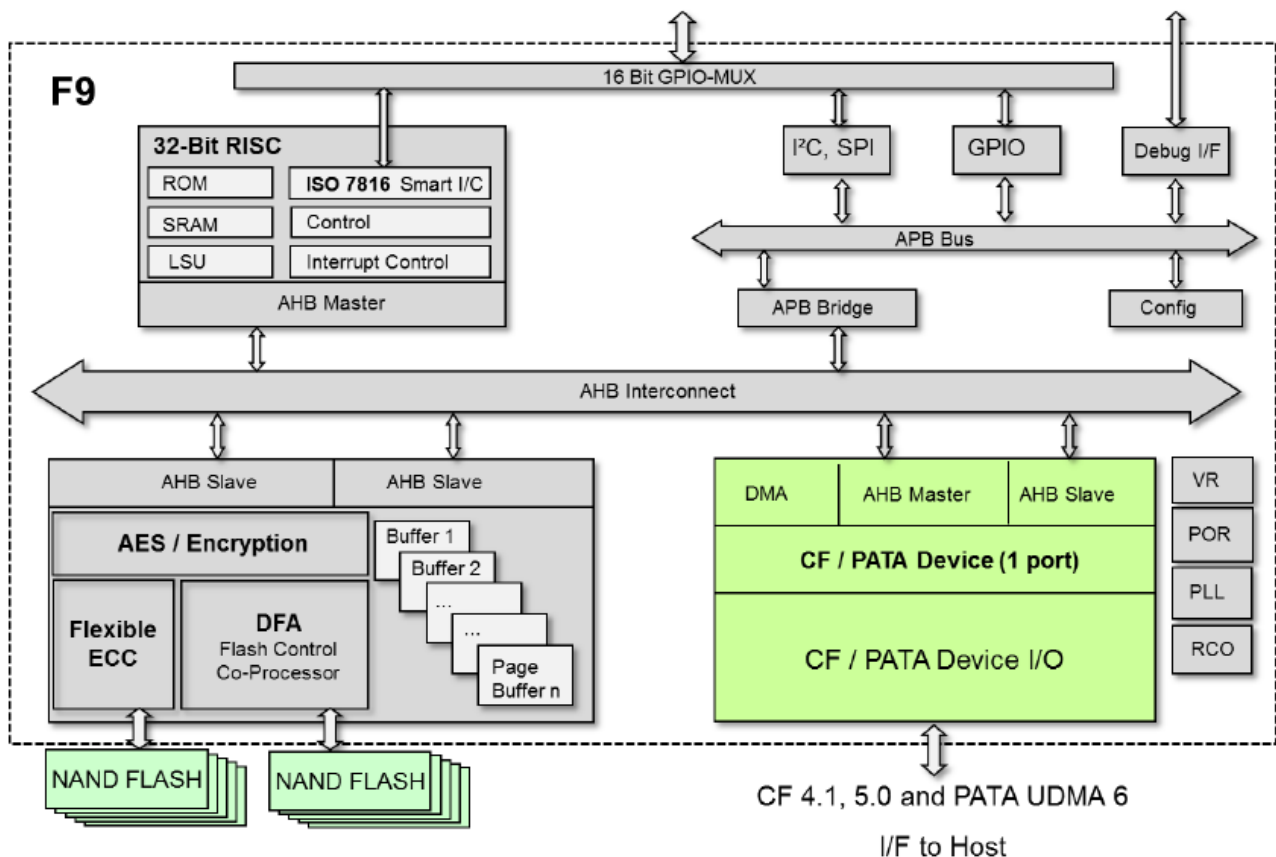 16 Bit GPIO-MUX
F9
32-Bit RISC
ROM
ISO 7816 Smart I/C
SRAM
Control
LSU
Interrupt Control
AHB Master
I²C, SPI
GPIO
Debug I/F
APB Bus
APB Bridge
Config
AHB Interconnect
AHB Slave
AHB Slave
AES / Encryption
Flexible
ECC
DFA
Flash Control
Co-Processor
Buffer 1
Buffer 2
...
...
Page
Buffer n
DMA
AHB Master
AHB Slave
CF / PATA Device (1 port)
CF / PATA Device I/O
VR
POR
PLL
RCO
NAND FLASH
NAND FLASH
CF 4.1, 5.0 and PATA UDMA 6
I/F to Host